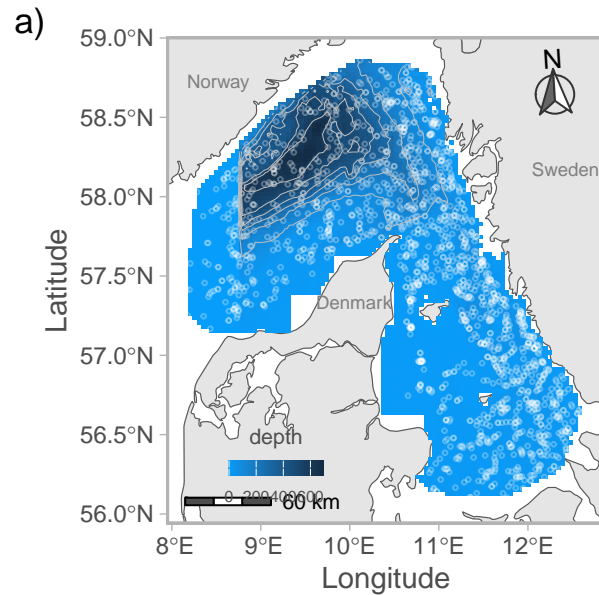 a)
59.0°N
58.5°N
58.0°N
57.5°N
57.0°N
56.5°N
56.0°N
Latitude
Norway
N
Sweden
Denmark
depth
0 200400600
60 km
8°E 9°E 10°E 11°E 12°E
Longitude